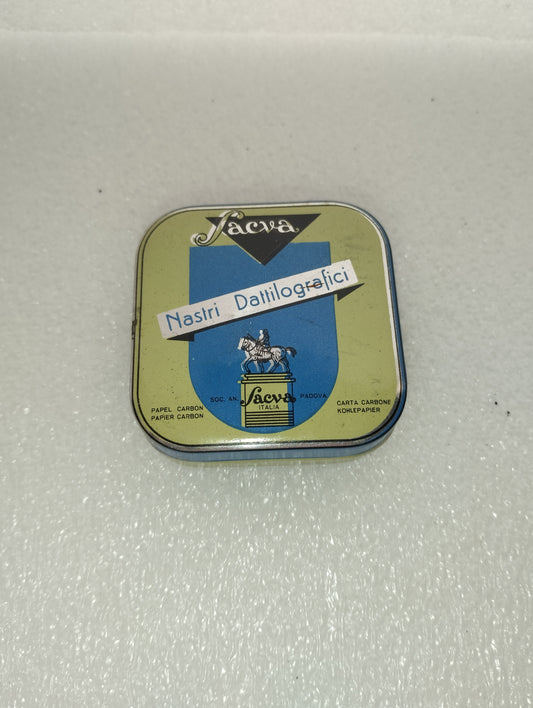 Sacva
Nastri Dattilografici
SOC. AN. Sacva PADOVA
ITALIA
PAPEL CARBON
PAPIER CARBON
CARTA CARBONE
KOHLEPAPIER